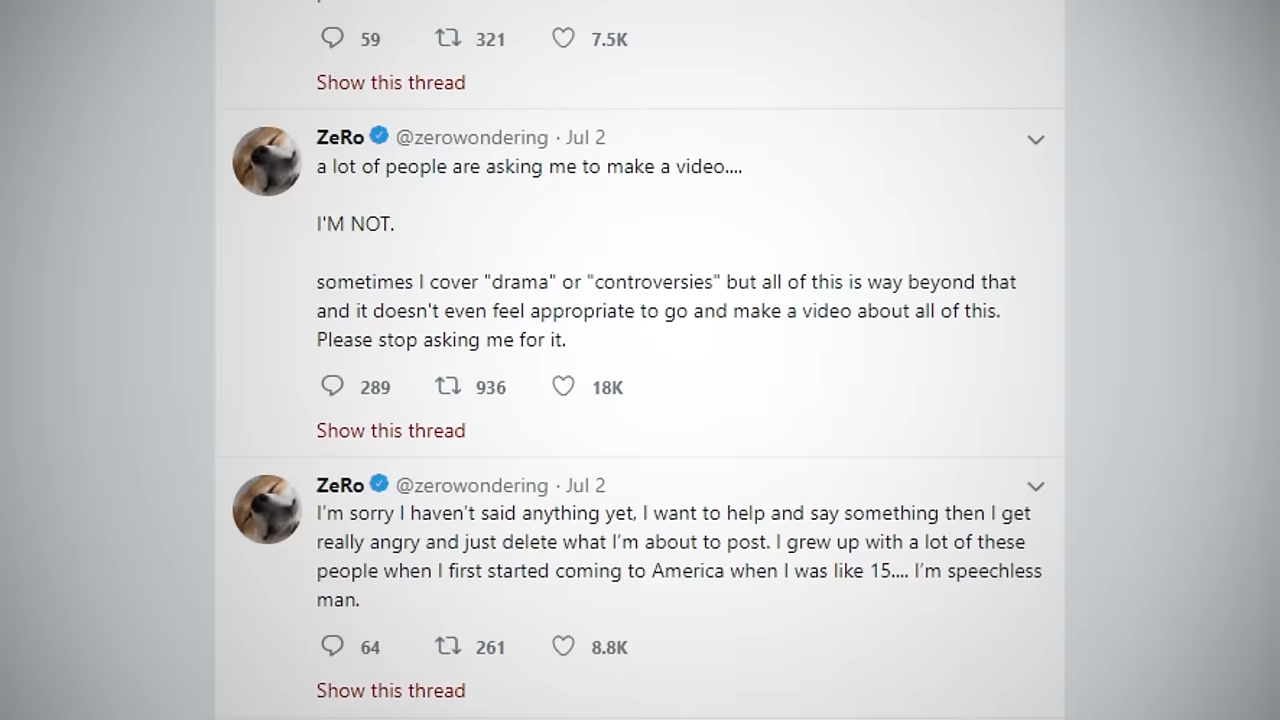 59 321 7.5K
Show this thread
ZeRo @zerowondering · Jul 2
a lot of people are asking me to make a video....
I'M NOT.
sometimes I cover "drama" or "controversies" but all of this is way beyond that
and it doesn't even feel appropriate to go and make a video about all of this.
Please stop asking me for it.
289 936 18K
Show this thread
ZeRo @zerowondering · Jul 2
I'm sorry I haven't said anything yet, I want to help and say something then I get
really angry and just delete what I'm about to post. I grew up with a lot of these
people when I first started coming to America when I was like 15.... I'm speechless
man.
64 261 8.8K
Show this thread